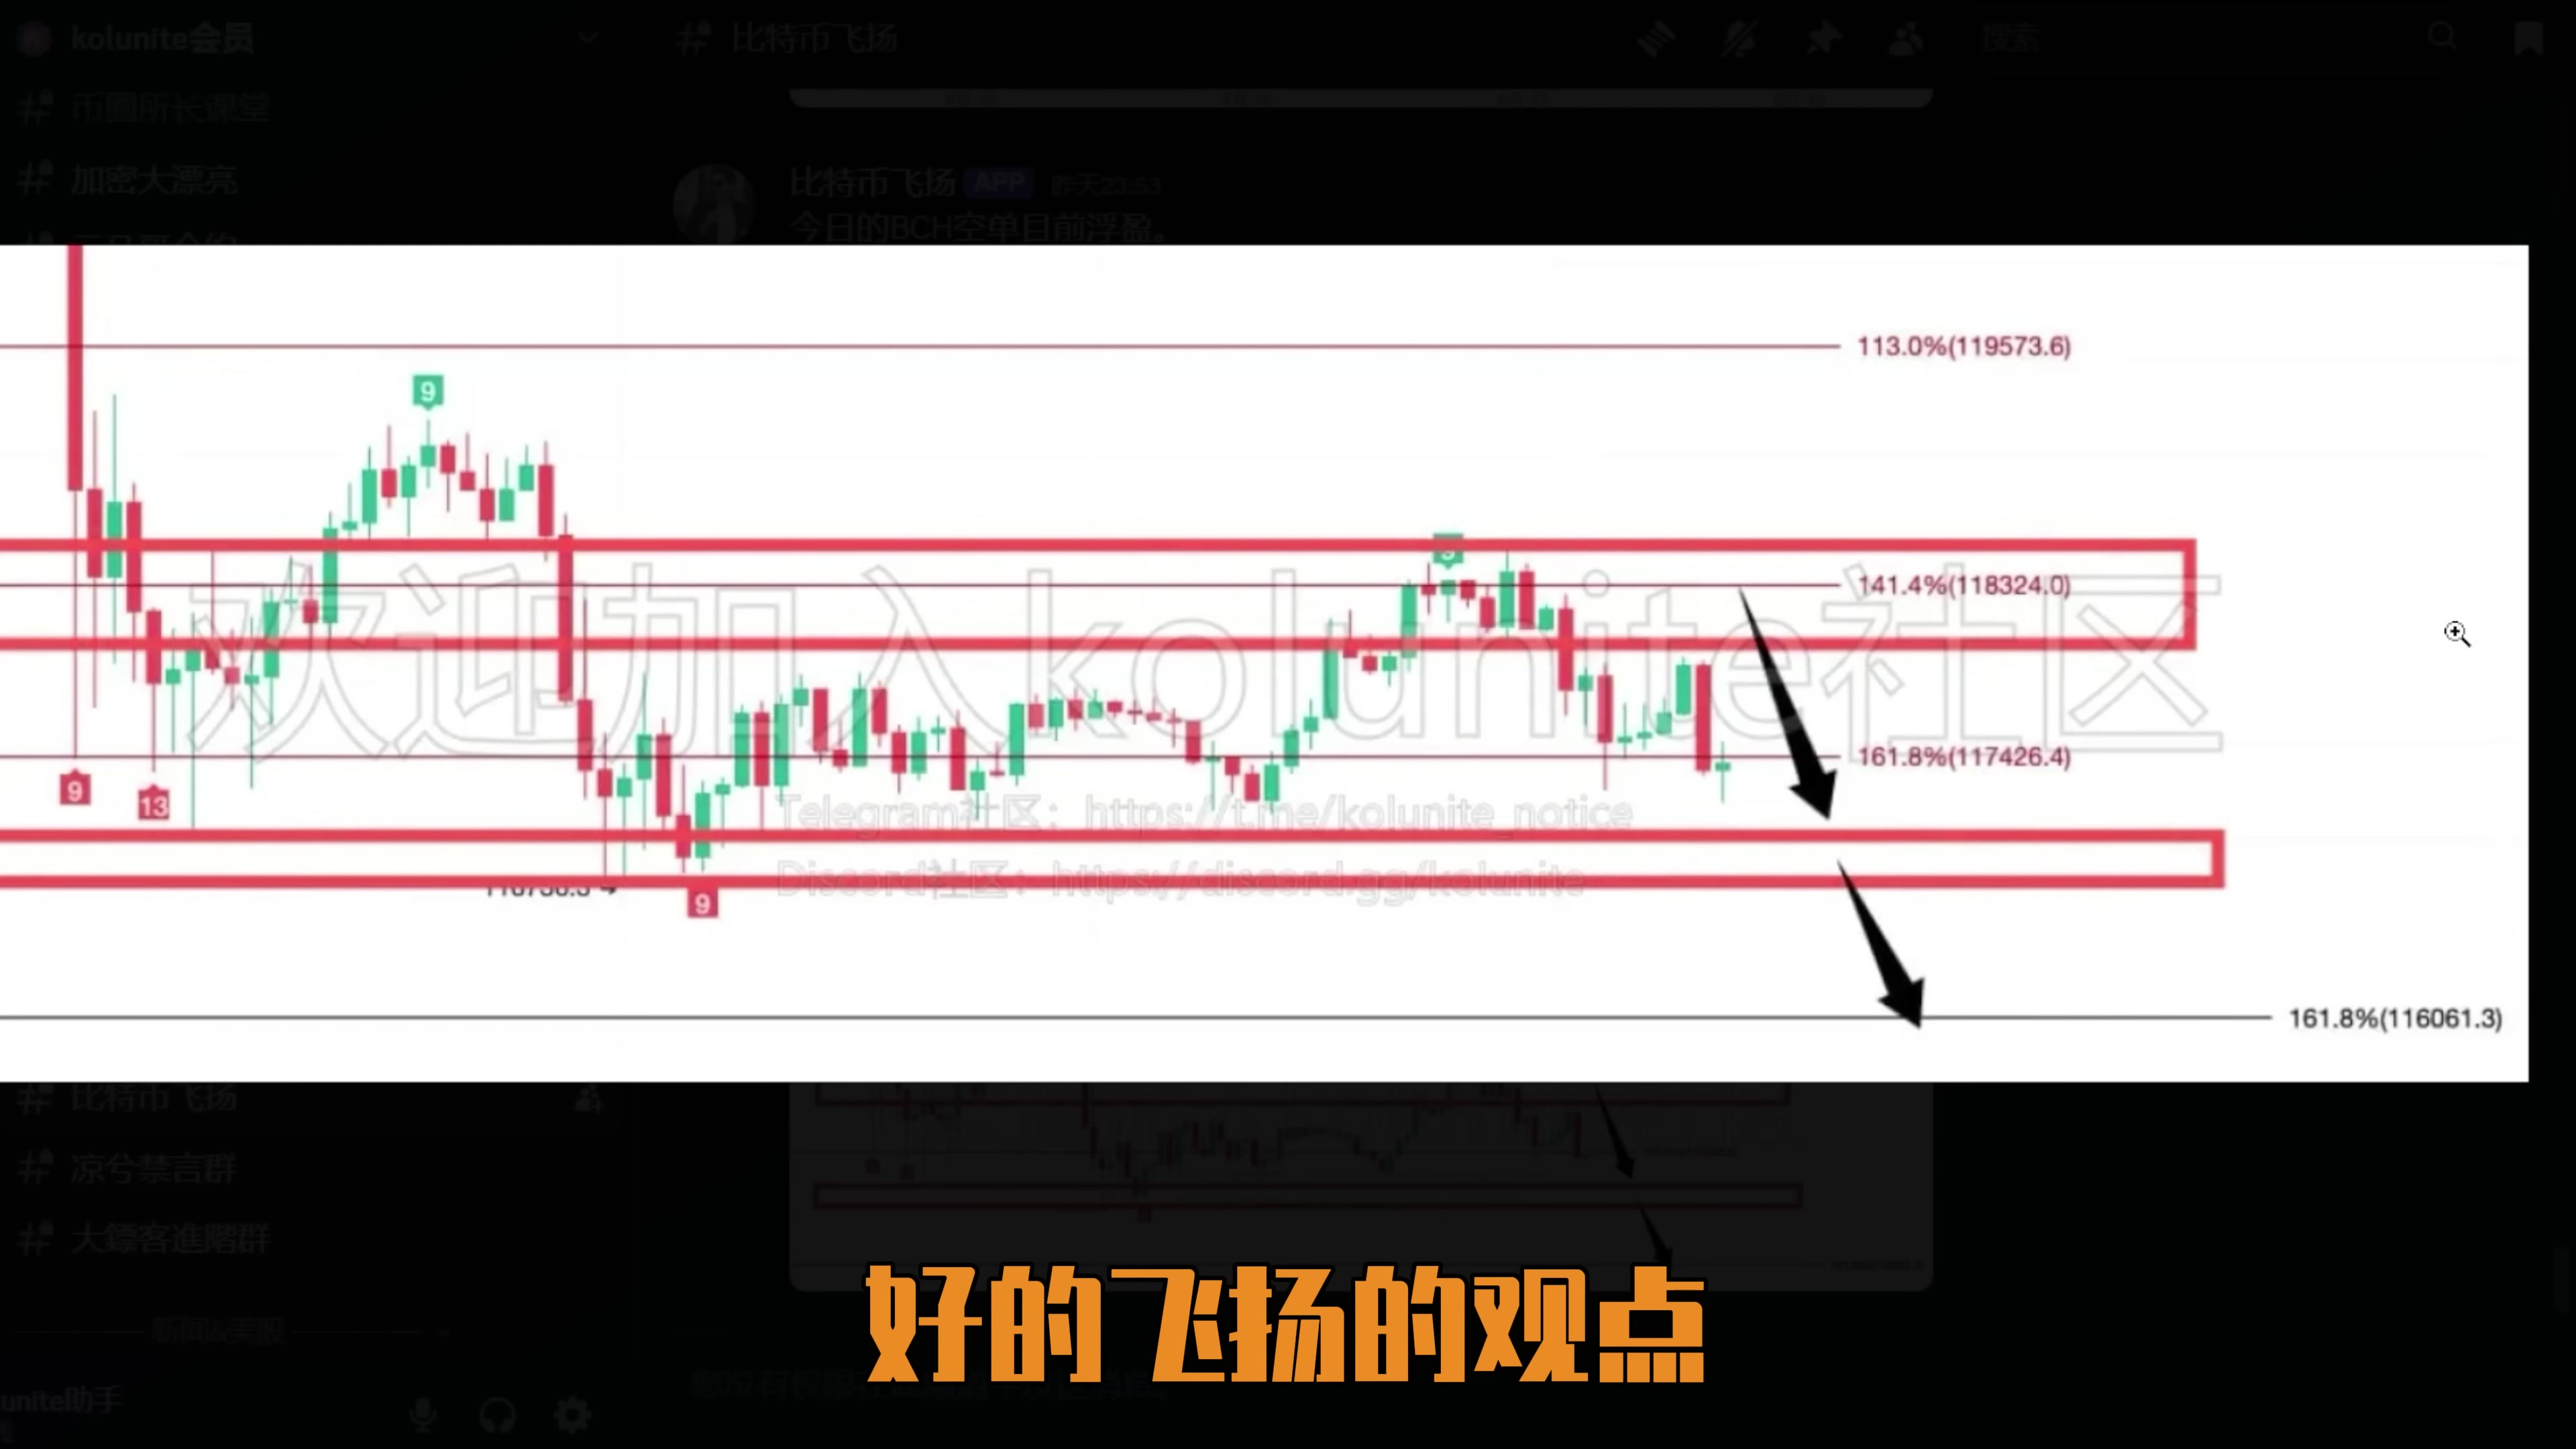 kolunite会员
# 比特币飞扬
搜索
# 币圈所长课堂
# 加密大漂亮
比特币飞扬 APP 昨天23:53
今日的BCH空单目前浮盈。
113.0%(119573.6)
9
9
141.4%(118324.0)
欢迎加入kolunite社区
161.8%(117426.4)
9
13
Telegram社区：https://t.me/kolunite_notice
Discord社区：https://discord.gg/kolunite
9
161.8%(116061.3)
# 比特币飞扬
# 凉兮禁言群
# 大鏢客進階群
新闻&美股
好的飞扬的观点
unite助手